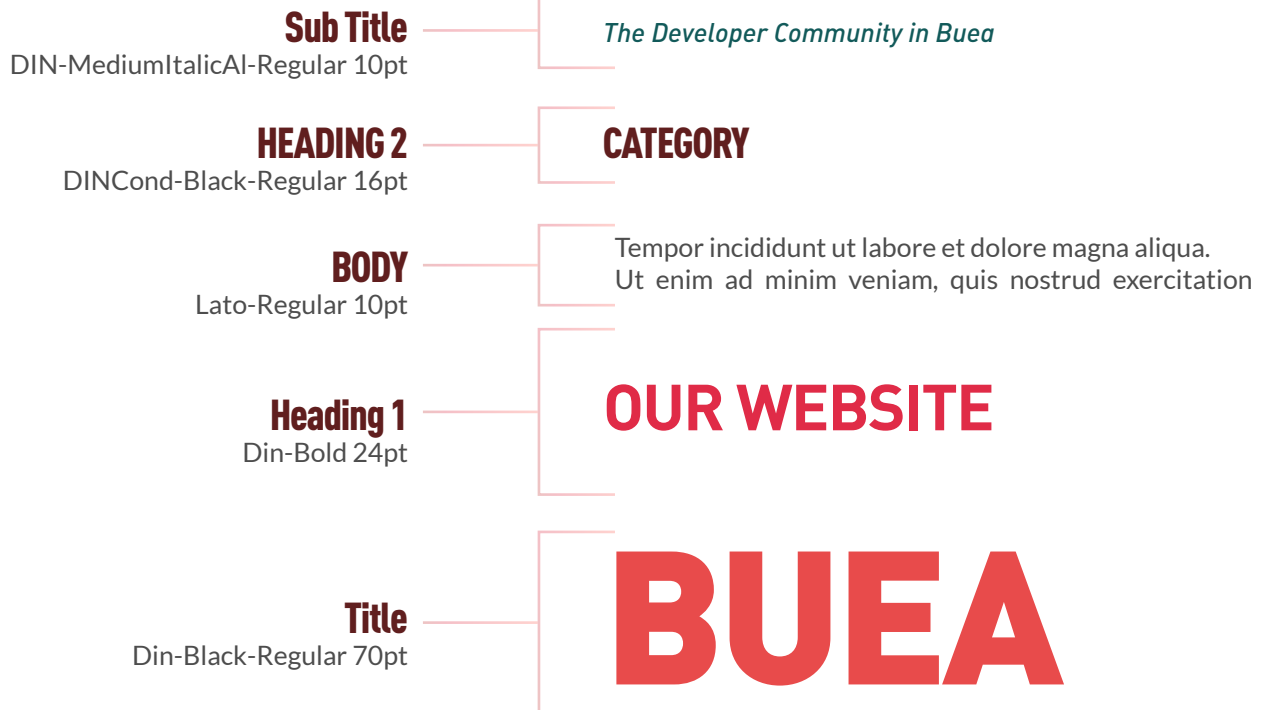 Sub Title
DIN-MediumItalicAl-Regular 10pt
The Developer Community in Buea
HEADING 2
DINCond-Black-Regular 16pt
CATEGORY
BODY
Lato-Regular 10pt
Tempor incididunt ut labore et dolore magna aliqua.
Ut enim ad minim veniam, quis nostrud exercitation
Heading 1
Din-Bold 24pt
OUR WEBSITE
Title
Din-Black-Regular 70pt
BUEA